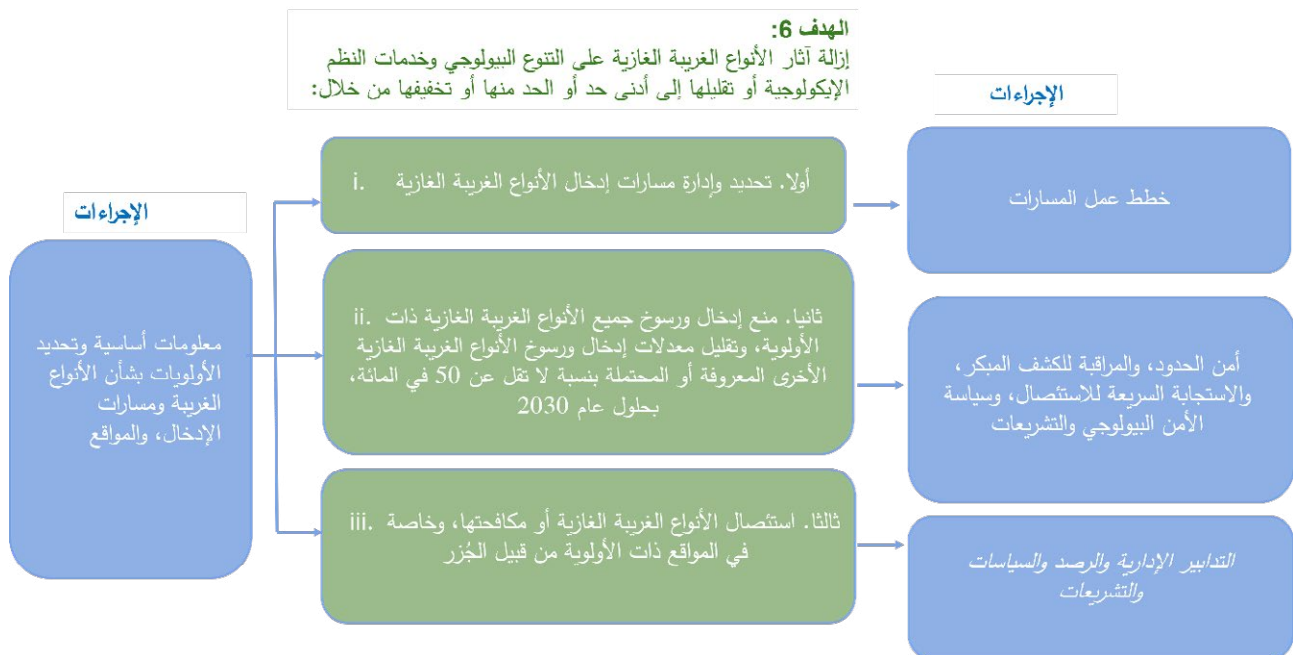 الهدف 6:
إزالة آثار الأنواع الغريبة الغازية على التنوع البيولوجي وخدمات النظم
الإيكولوجية أو تقليلها إلى أدنى حد أو الحد منها أو تخفيفها من خلال:
الإجراءات
معلومات أساسية وتحديد
الأولويات بشأن الأنواع
الغريبة ومسارات
الإدخال، والمواقع
i. أولا. تحديد وإدارة مسارات إدخال الأنواع الغريبة الغازية
ii. ثانيا. منع إدخال ورسوخ جميع الأنواع الغريبة الغازية ذات
الأولوية، وتقليل معدلات إدخال ورسوخ الأنواع الغريبة الغازية
الأخرى المعروفة أو المحتملة بنسبة لا تقل عن 50 في المائة،
بحلول عام 2030
iii. ثالثا. استئصال الأنواع الغريبة الغازية أو مكافحتها، وخاصة
في المواقع ذات الأولوية من قبيل الجُزر
الإجراءات
خطط عمل المسارات
أمن الحدود، والمراقبة للكشف المبكر،
والاستجابة السريعة للاستئصال، وسياسة
الأمن البيولوجي والتشريعات
التدابير الإدارية والرصد والسياسات
والتشريعات